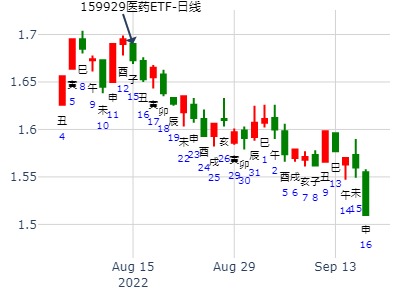 159929医药ETF-日线
1.7
1.65
1.6
1.55
1.5
丑
4
寅
5
巳
8
午
9
未
10
申
11
酉
12
子
15
丑
16
寅
17
卯
18
辰
19
未
22
申
23
酉
24
戌
25
亥
26
寅
29
卯
30
辰
31
巳
1
午
2
酉
5
戌
6
亥
7
子
8
丑
9
巳
13
午
14
未
15
申
16
Aug 15
2022
Aug 29
Sep 13